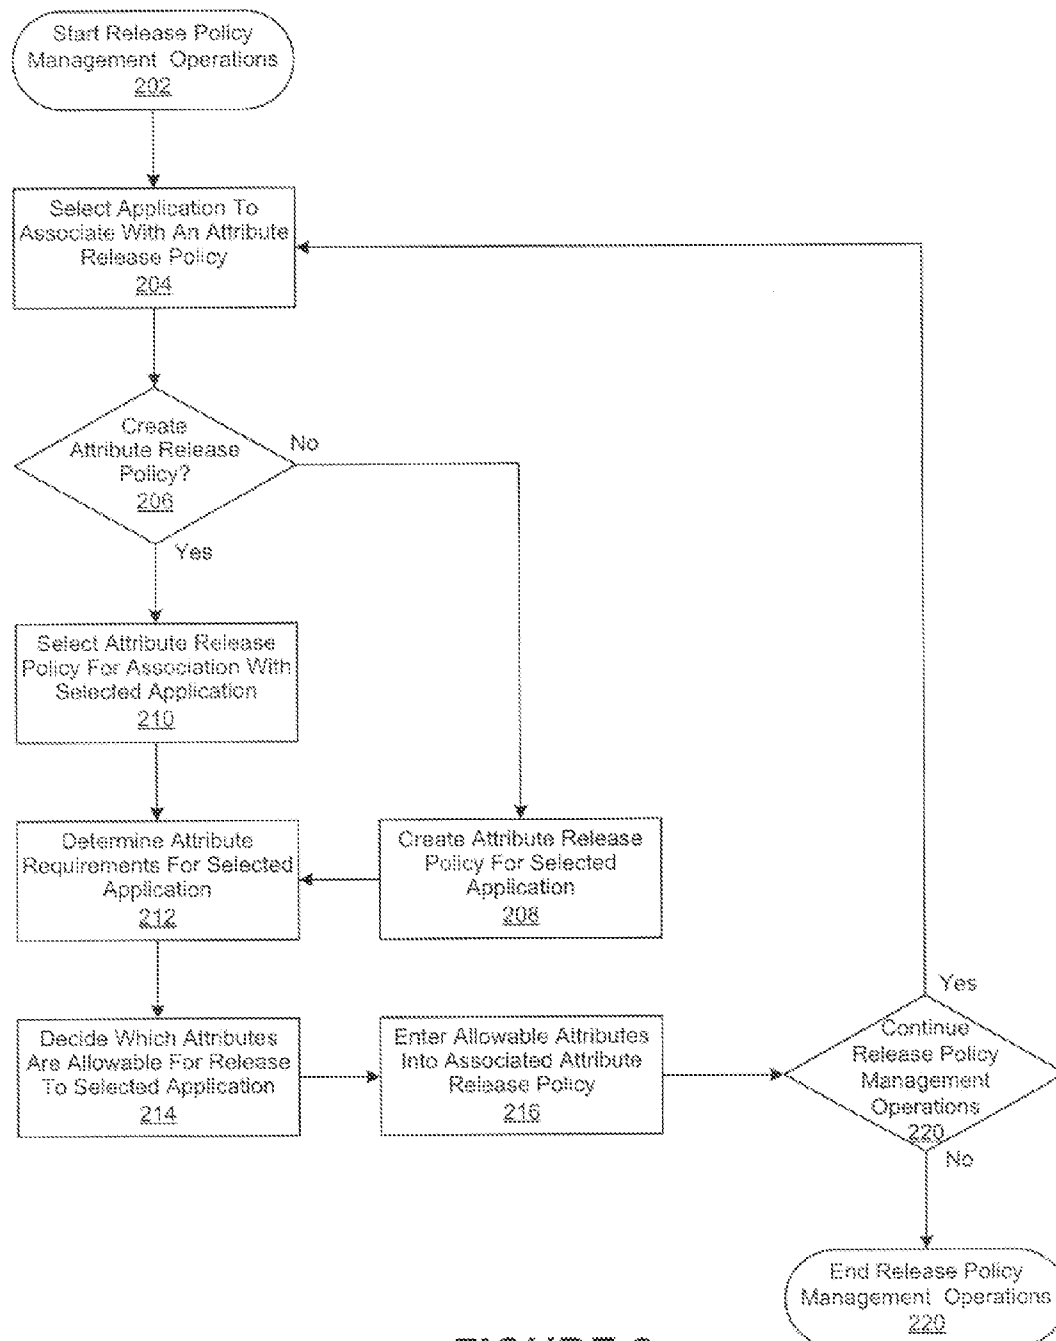 Start Release Policy
Management Operations
202
Select Application To
Associate With An Attribute
Release Policy
204
Create
Attribute Release
Policy?
206
No
Yes
Select Attribute Release
Policy For Association With
Selected Application
210
Determine Attribute
Requirements For Selected
Application
212
Create Attribute Release
Policy For Selected
Application
208
Decide Which Attributes
Are Allowable For Release
To Selected Application
214
Enter Allowable Attributes
Into Associated Attribute
Release Policy
216
Yes
Continue
Release Policy
Management
Operations
220
No
End Release Policy
Management Operations
220